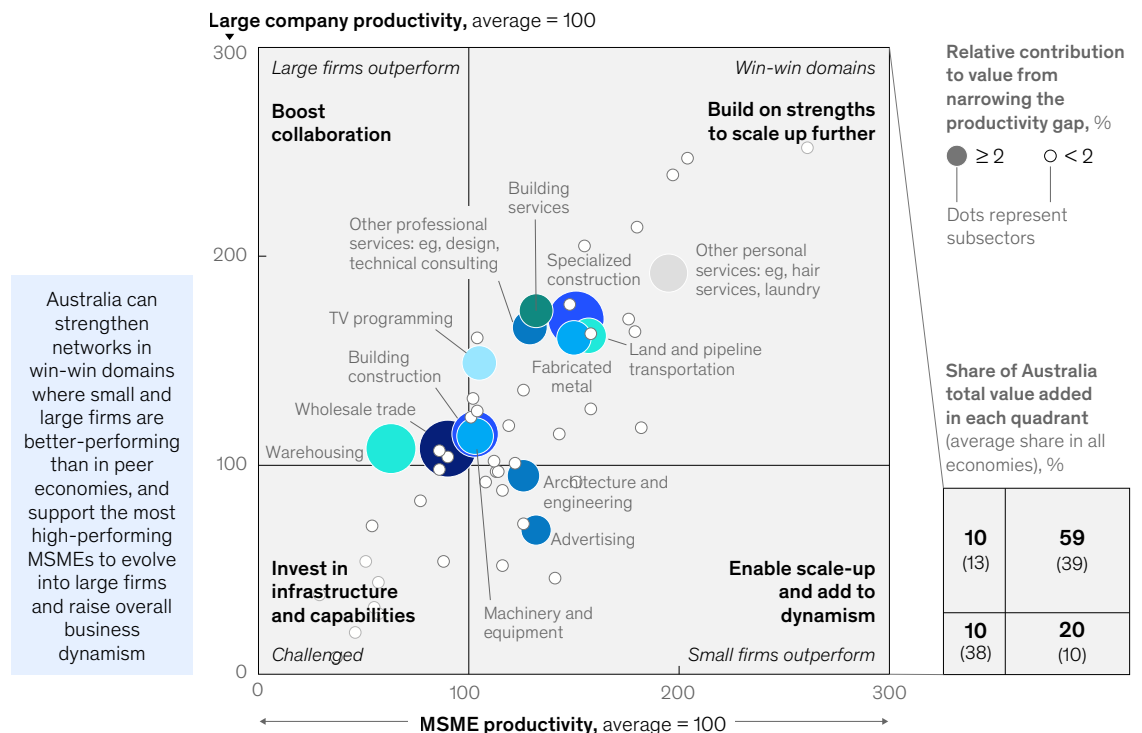 Large company productivity, average = 100
300
200
100
0
0
100
200
300
MSME productivity, average = 100
Large firms outperform
Boost
collaboration
Win-win domains
Build on strengths
to scale up further
Building
services
Other professional
services: eg, design,
technical consulting
Specialized
construction
Other personal
services: eg, hair
services, laundry
TV programming
Building
construction
Fabricated
metal
Land and pipeline
transportation
Wholesale trade
Warehousing
Architecture and
engineering
Advertising
Machinery and
equipment
Invest in
infrastructure
and capabilities
Challenged
Enable scale-up
and add to
dynamism
Small firms outperform
Australia can
strengthen
networks in
win-win domains
where small and
large firms are
better-performing
than in peer
economies, and
support the most
high-performing
MSMEs to evolve
into large firms
and raise overall
business
dynamism
Relative contribution
to value from
narrowing the
productivity gap, %
≥ 2
< 2
Dots represent
subsectors
Share of Australia
total value added
in each quadrant
(average share in all
economies), %
10
(13)
59
(39)
10
(38)
20
(10)